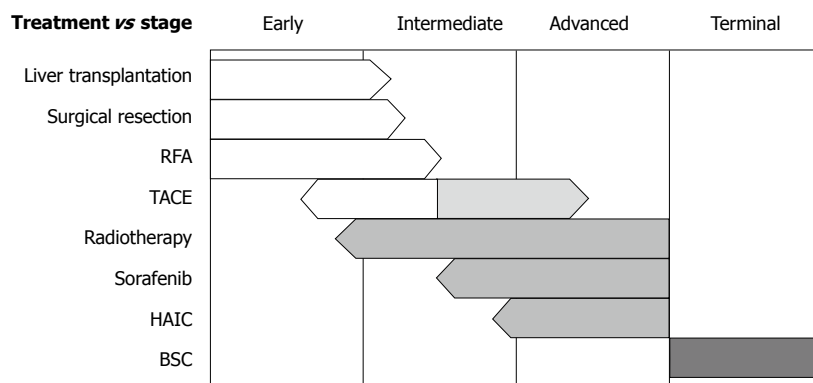 Treatment vs stage Early Intermediate Advanced Terminal
Liver transplantation
Surgical resection
RFA
TACE
Radiotherapy
Sorafenib
HAIC
BSC